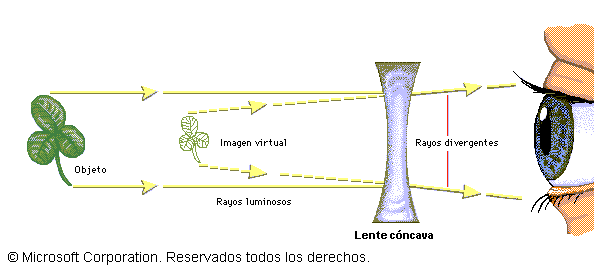 Imagen virtual
Rayos divergentes
Objeto
Rayos luminosos
Lente cóncava
© Microsoft Corporation. Reservados todos los derechos.